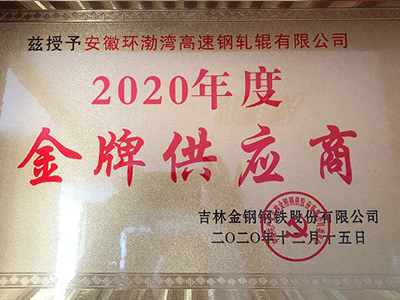 兹授予安徽环渤湾高速钢轧辊有限公司
2020年度
金牌供应商
吉林金钢钢铁股份有限公司
二〇二〇年十二月十五日